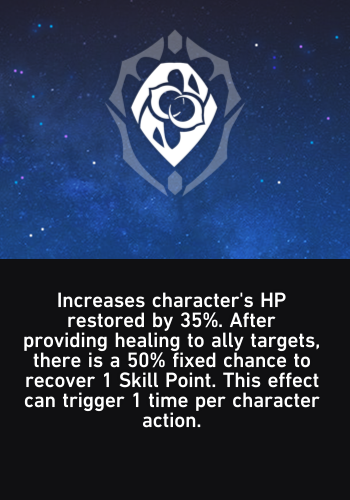 Increases character's HP
restored by 35%. After
providing healing to ally targets,
there is a 50% fixed chance to
recover 1 Skill Point. This effect
can trigger 1 time per character
action.